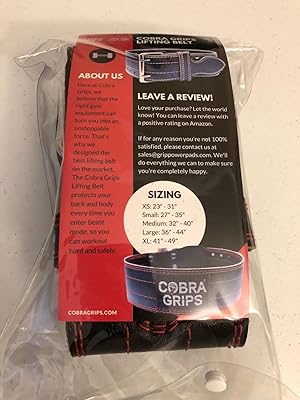 COBRA GRIPS
LIFTING BELT
ABOUT US
Here at Cobra
Grips, we
believe that the
right gym
equipment can
turn you into an
unstoppable
force. That's
why we
designed the
best lifting belt
on the market.
The Cobra Grips
Lifting Belt
protects your
back and body
every time you
enter beast
mode, so you
can workout
hard and safely.
LEAVE A REVIEW!
Love your purchase? Let the world
know! You can leave a review with
a positive rating on Amazon.
If for any reason you're not 100%
satisfied, please contact us at
sales@grippowerpads.com. We'll
do everything we can to make sure
you're completely happy.
SIZING
XS: 23" - 31"
Small: 27" - 35"
Medium: 32" - 40"
Large: 36" - 44"
XL: 41" - 49"
COBRA
GRIPS
COBRAGRIPS.COM